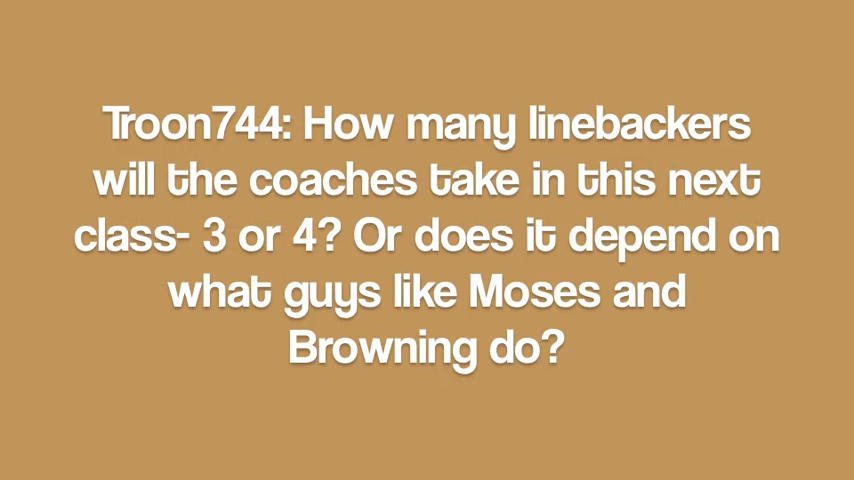 Troon744: How many linebackers
will the coaches take in this next
class- 3 or 4? Or does it depend on
what guys like Moses and
Browning do?